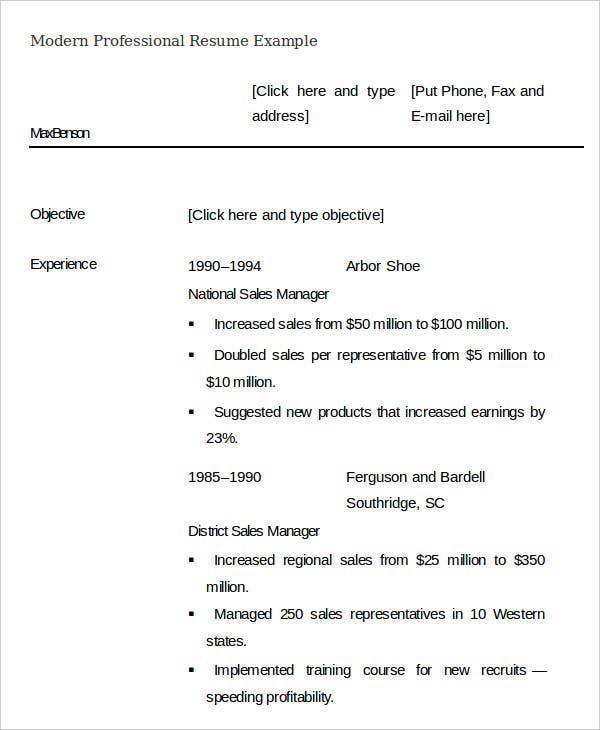 Modern Professional Resume Example
[Click here and type [Put Phone, Fax and
address] E-mail here]
MaxBenson
Objective [Click here and type objective]
Experience 1990–1994 Arbor Shoe
National Sales Manager
▪ Increased sales from $50 million to $100 million.
▪ Doubled sales per representative from $5 million to
$10 million.
▪ Suggested new products that increased earnings by
23%.
1985–1990 Ferguson and Bardell
Southridge, SC
District Sales Manager
▪ Increased regional sales from $25 million to $350
million.
▪ Managed 250 sales representatives in 10 Western
states.
▪ Implemented training course for new recruits —
speeding profitability.